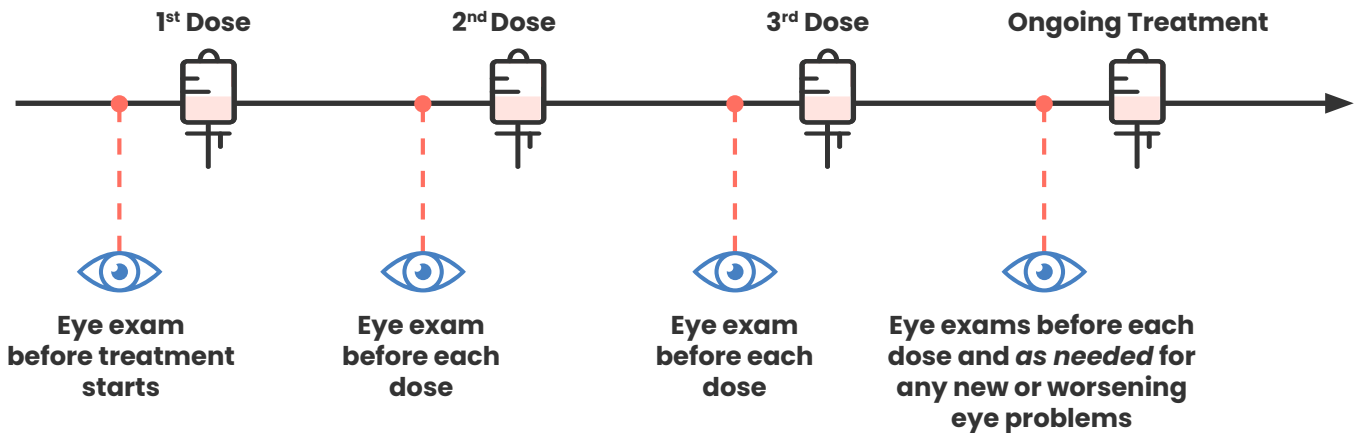 1st Dose
2nd Dose
3rd Dose
Ongoing Treatment
Eye exam
before treatment
starts
Eye exam
before each
dose
Eye exam
before each
dose
Eye exams before each
dose and as needed for
any new or worsening
eye problems